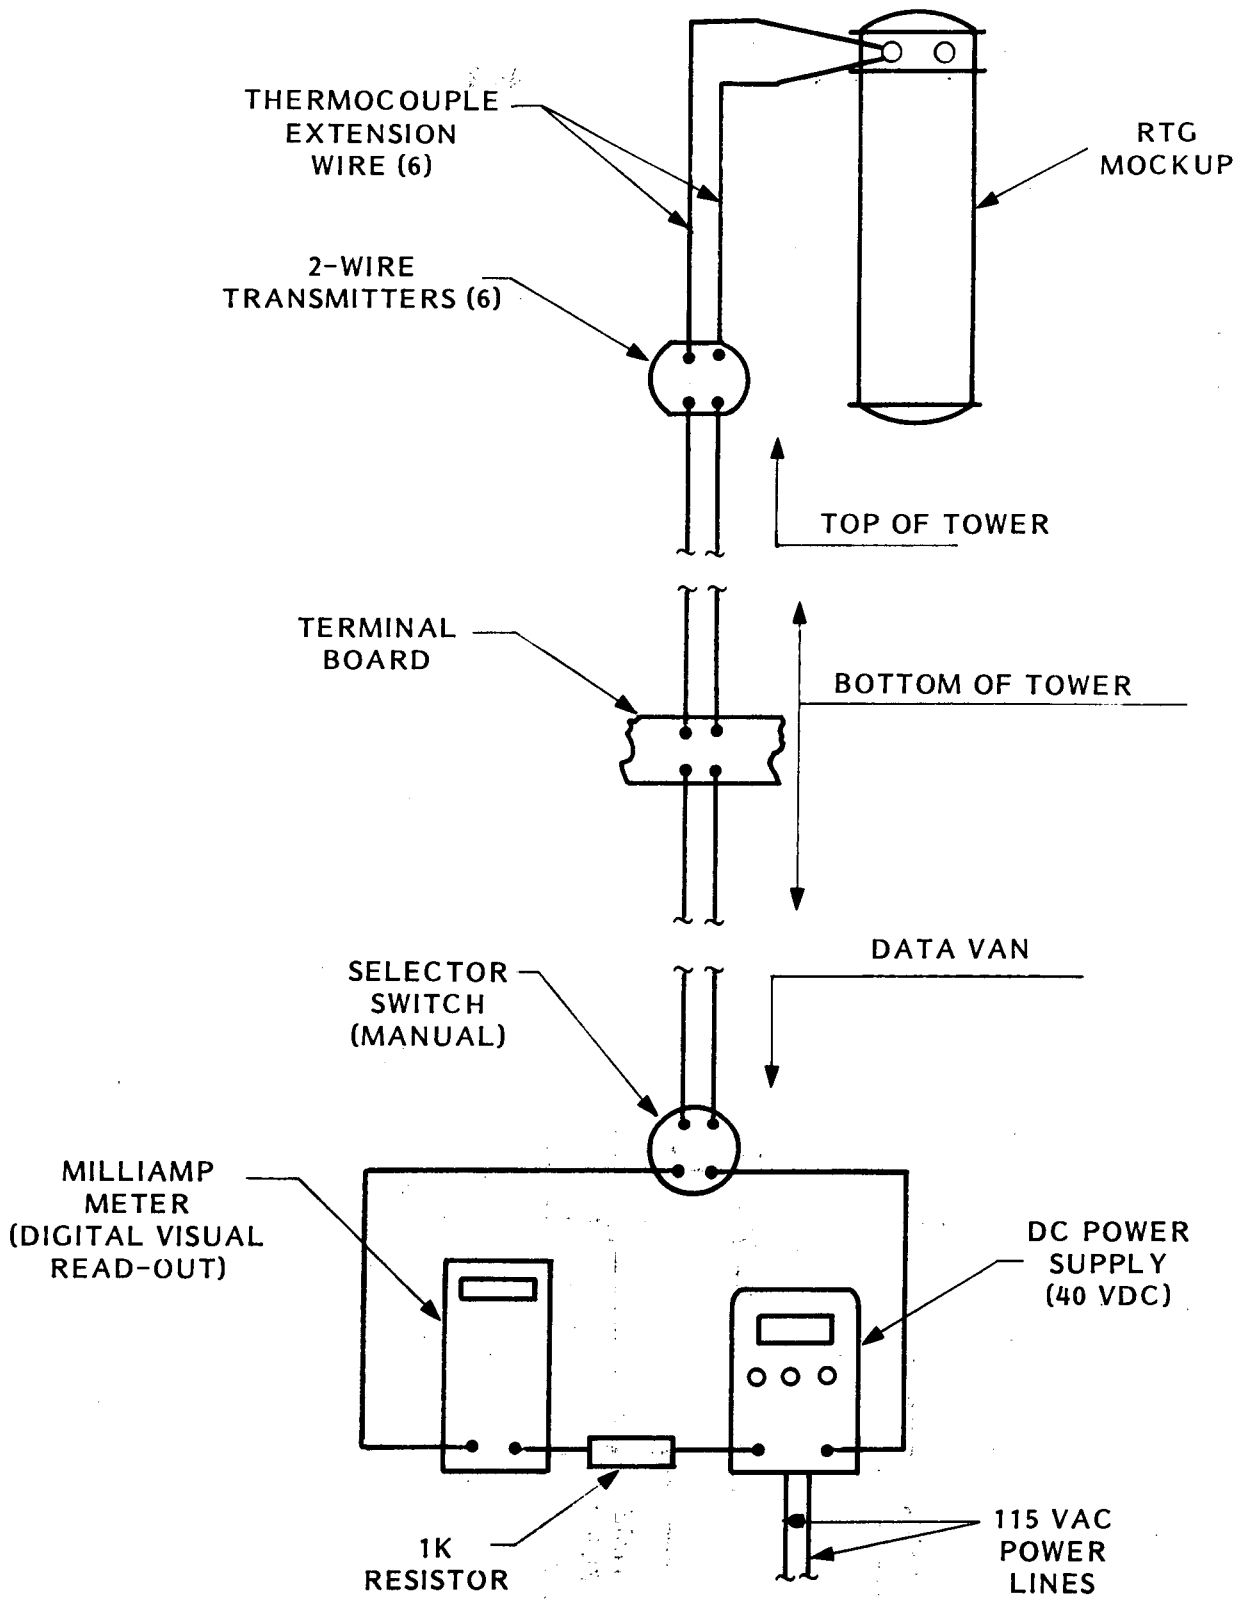 THERMOCOUPLE
EXTENSION
WIRE (6)
RTG
MOCKUP
2-WIRE
TRANSMITTERS (6)
TOP OF TOWER
TERMINAL
BOARD
BOTTOM OF TOWER
DATA VAN
SELECTOR
SWITCH
(MANUAL)
MILLIAMP
METER
(DIGITAL VISUAL
READ-OUT)
DC POWER
SUPPLY
(40 VDC)
1K
RESISTOR
115 VAC
POWER
LINES